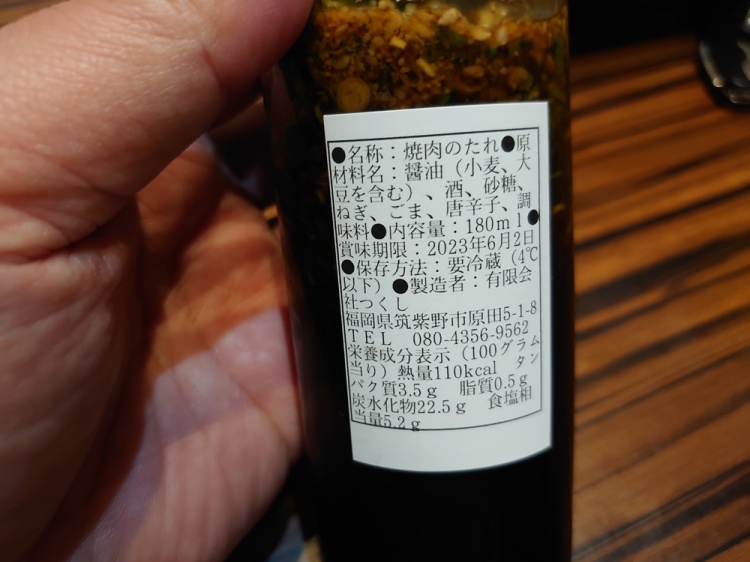 ●名称：焼肉のたれ●原
材料名：醤油（小麦、大
豆を含む）、酒、砂糖、
ねぎ、ごま、唐辛子、調
味料●内容量：180ml●
賞味期限：2023年6月2日
●保存方法：要冷蔵（4℃
以下）●製造者：有限会
社つくし
福岡県筑紫野市原田5-1-8
ＴＥＬ　080-4356-9562
栄養成分表示（100グラム
当り）熱量110kcal　タン
パク質3.5ｇ　脂質0.5ｇ
炭水化物22.5ｇ　食塩相
当量5.2ｇ